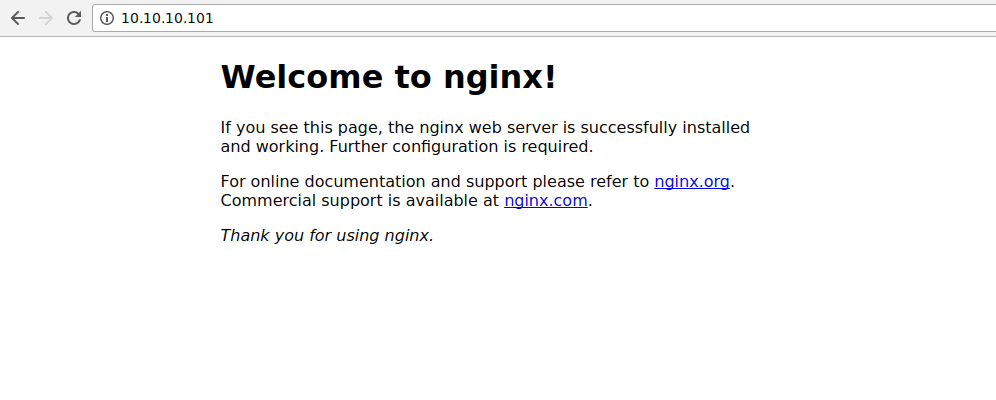 10.10.10.101
Welcome to nginx!
If you see this page, the nginx web server is successfully installed
and working. Further configuration is required.
For online documentation and support please refer to nginx.org.
Commercial support is available at nginx.com.
Thank you for using nginx.